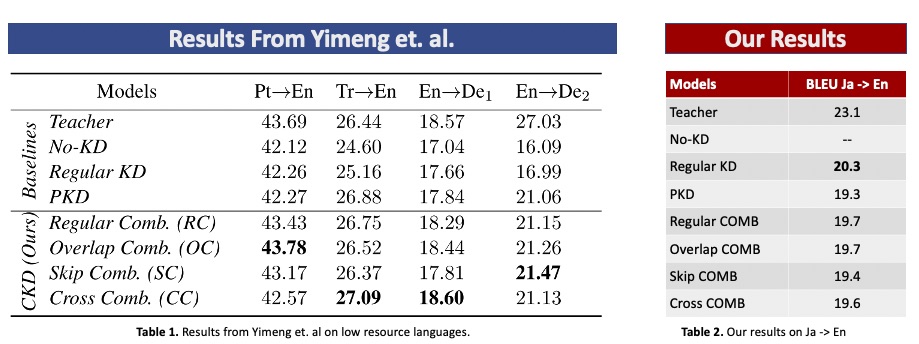 Results From Yimeng et. al.
Models Pt→En Tr→En En→De1 En→De2
Baselines
Teacher 43.69 26.44 18.57 27.03
No-KD 42.12 24.60 17.04 16.09
Regular KD 42.26 25.16 17.66 16.99
PKD 42.27 26.88 17.84 21.06
CKD (Ours)
Regular Comb. (RC) 43.43 26.75 18.29 21.15
Overlap Comb. (OC) 43.78 26.52 18.44 21.26
Skip Comb. (SC) 43.17 26.37 17.81 21.47
Cross Comb. (CC) 42.57 27.09 18.60 21.13
Table 1. Results from Yimeng et. al on low resource languages.
Our Results
Models BLEU Ja -> En
Teacher 23.1
No-KD --
Regular KD 20.3
PKD 19.3
Regular COMB 19.7
Overlap COMB 19.7
Skip COMB 19.4
Cross COMB 19.6
Table 2. Our results on Ja -> En